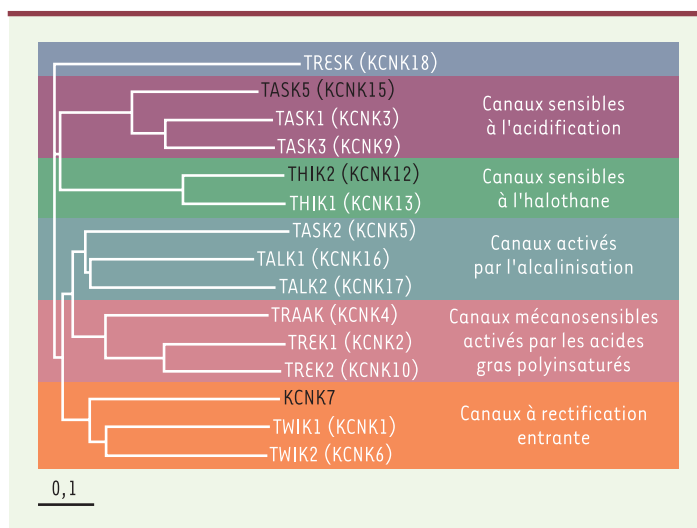 TRESK (KCNK18)
TASK5 (KCNK15)
TASK1 (KCNK3)
TASK3 (KCNK9)
Canaux sensibles
à l'acidification
THIK2 (KCNK12)
THIK1 (KCNK13)
Canaux sensibles
à l'halothane
TASK2 (KCNK5)
TALK1 (KCNK16)
TALK2 (KCNK17)
Canaux activés
par l'alcalinisation
TRAAK (KCNK4)
TREK1 (KCNK2)
TREK2 (KCNK10)
Canaux mécanosensibles
activés par les acides
gras polyinsaturés
KCNK7
TWIK1 (KCNK1)
TWIK2 (KCNK6)
Canaux à rectification
entrante
0,1